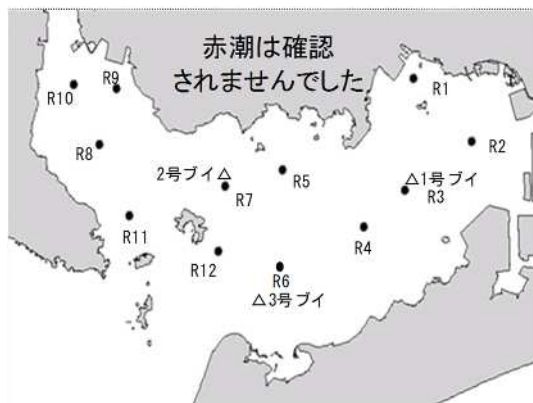 赤潮は確認
されませんでした
R9
R10
R1
R8
R2
R5
2号ブイ△
△1号ブイ
R7
R3
R11
R4
R12
R6
△3号ブイ